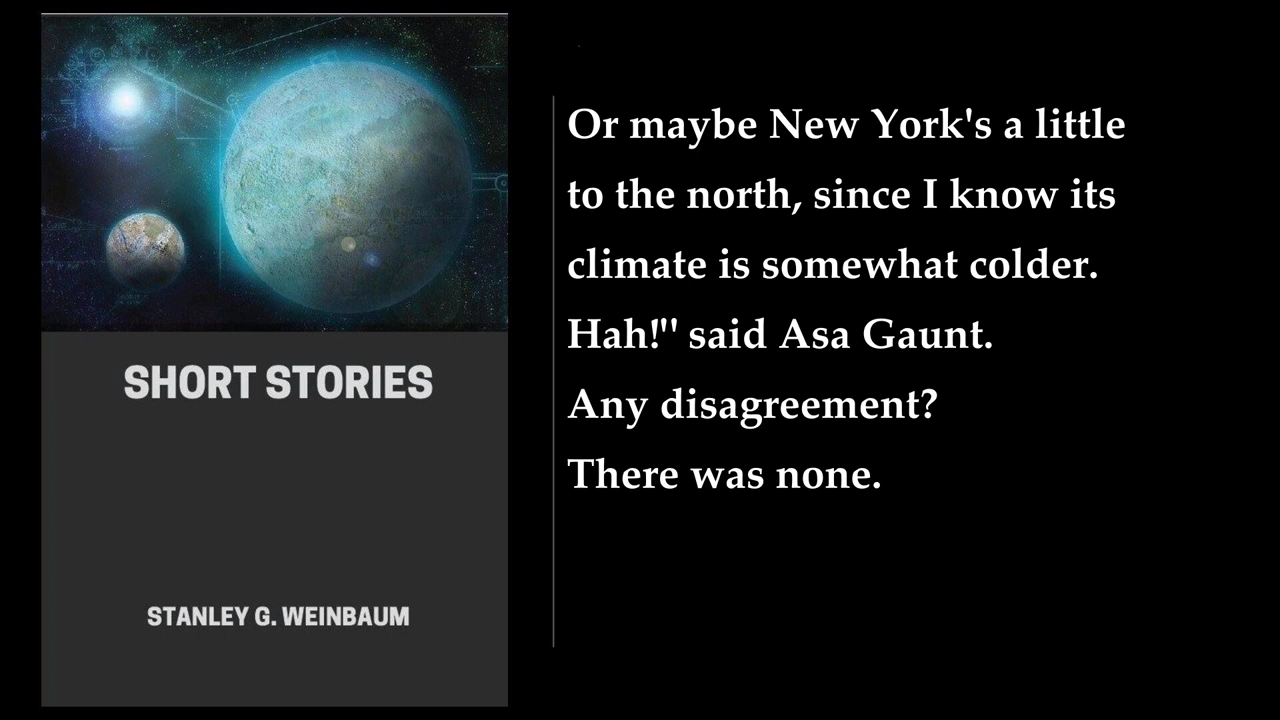 SHORT STORIES
STANLEY G. WEINBAUM
Or maybe New York's a little
to the north, since I know its
climate is somewhat colder.
Hah!"' said Asa Gaunt.
Any disagreement?
There was none.